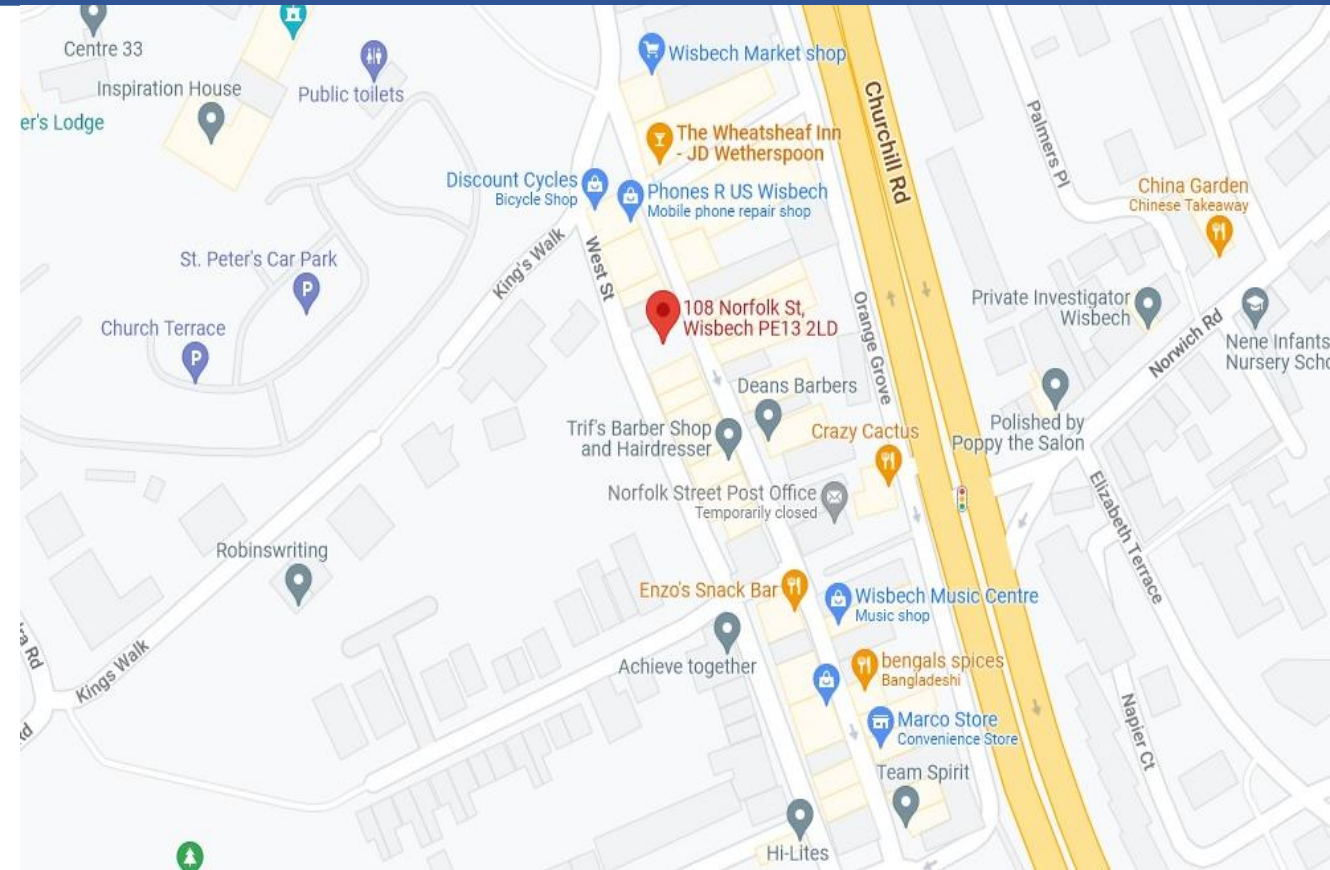 Centre 33
Inspiration House
Public toilets
er's Lodge
Wisbech Market shop
The Wheatsheaf Inn
- JD Wetherspoon
Churchill Rd
Palmers Pl
China Garden
Chinese Takeaway
Discount Cycles
Bicycle Shop
Phones R US Wisbech
Mobile phone repair shop
King's Walk
West St
St. Peter's Car Park
P
Church Terrace
P
108 Norfolk St,
Wisbech PE13 2LD
Orange Grove
Private Investigator
Wisbech
Norwich Rd
Nene Infants
Nursery Scho
Deans Barbers
Trif's Barber Shop
and Hairdresser
Crazy Cactus
Polished by
Poppy the Salon
Norfolk Street Post Office
Temporarily closed
Elizabeth Terrace
Robinswriting
Enzo's Snack Bar
Wisbech Music Centre
Music shop
Achieve together
bengals spices
Bangladeshi
Kings Walk
ra Rd
Rd
Marco Store
Convenience Store
Napier Ct
Team Spirit
Hi-Lites